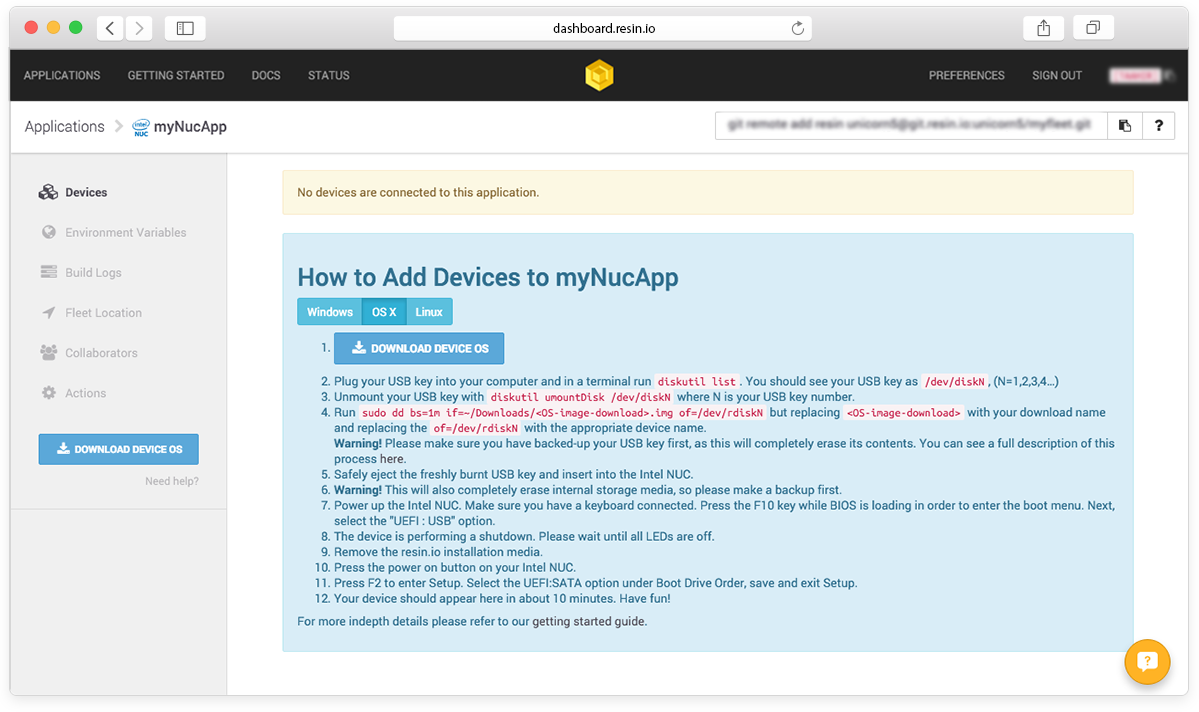 dashboard.resin.io
APPLICATIONS GETTING STARTED DOCS STATUS PREFERENCES SIGN OUT
Applications intel NUC myNucApp ?
Devices
Environment Variables
Build Logs
Fleet Location
Collaborators
Actions
DOWNLOAD DEVICE OS
Need help?
No devices are connected to this application.
How to Add Devices to myNucApp
Windows OS X Linux
1. DOWNLOAD DEVICE OS
2. Plug your USB key into your computer and in a terminal run diskutil list . You should see your USB key as /dev/diskN , (N=1,2,3,4...)
3. Unmount your USB key with diskutil umountDisk /dev/diskN where N is your USB key number.
4. Run sudo dd bs=1m if=~/Downloads/<OS-image-download>.img of=/dev/rdiskN but replacing <OS-image-download> with your download name
and replacing the of=/dev/rdiskN with the appropriate device name.
Warning! Please make sure you have backed-up your USB key first, as this will completely erase its contents. You can see a full description of this
process here.
5. Safely eject the freshly burnt USB key and insert into the Intel NUC.
6. Warning! This will also completely erase internal storage media, so please make a backup first.
7. Power up the Intel NUC. Make sure you have a keyboard connected. Press the F10 key while BIOS is loading in order to enter the boot menu. Next,
select the "UEFI : USB" option.
8. The device is performing a shutdown. Please wait until all LEDs are off.
9. Remove the resin.io installation media.
10. Press the power on button on your Intel NUC.
11. Press F2 to enter Setup. Select the UEFI:SATA option under Boot Drive Order, save and exit Setup.
12. Your device should appear here in about 10 minutes. Have fun!
For more indepth details please refer to our getting started guide.
?